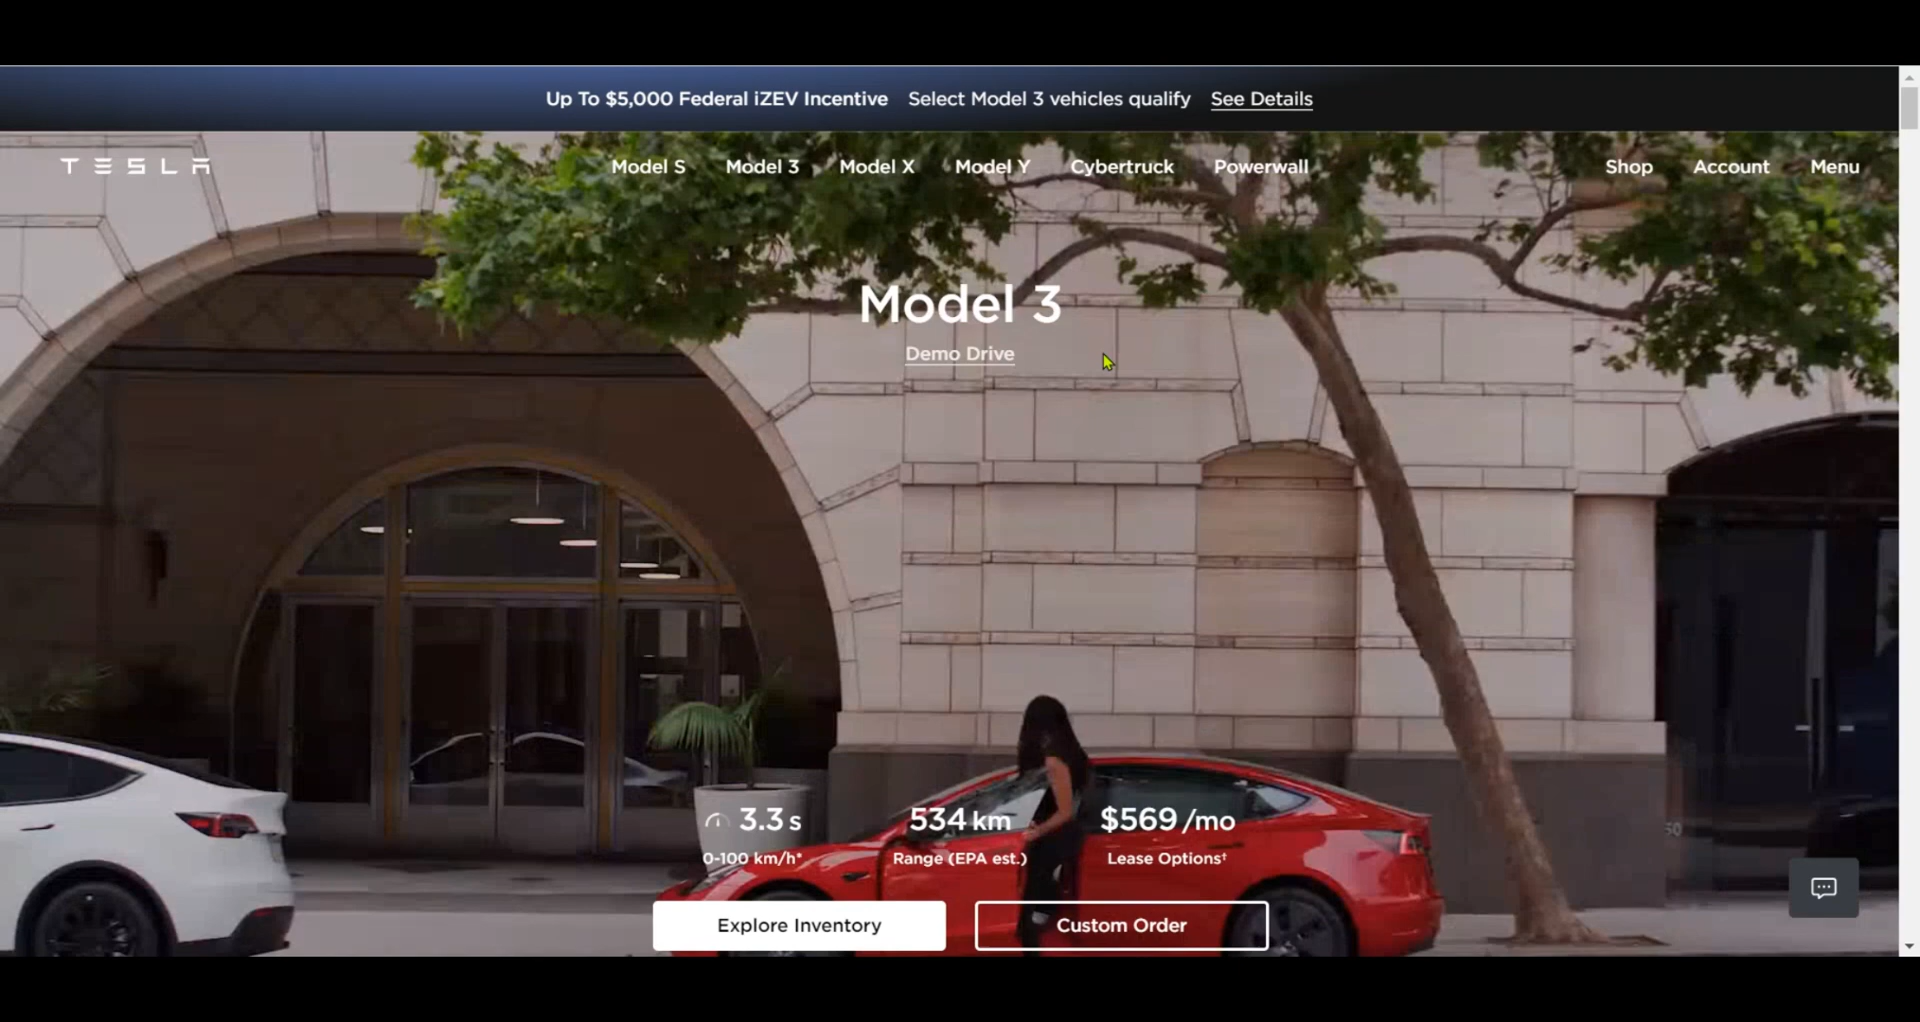 Up To $5,000 Federal iZEV Incentive Select Model 3 vehicles qualify See Details
TESLA Model S Model 3 Model X Model Y Cybertruck Powerwall Shop Account Menu
Model 3
Demo Drive
3.3 s 534 km $569 /mo
0-100 km/h* Range (EPA est.) Lease Options†
Explore Inventory Custom Order